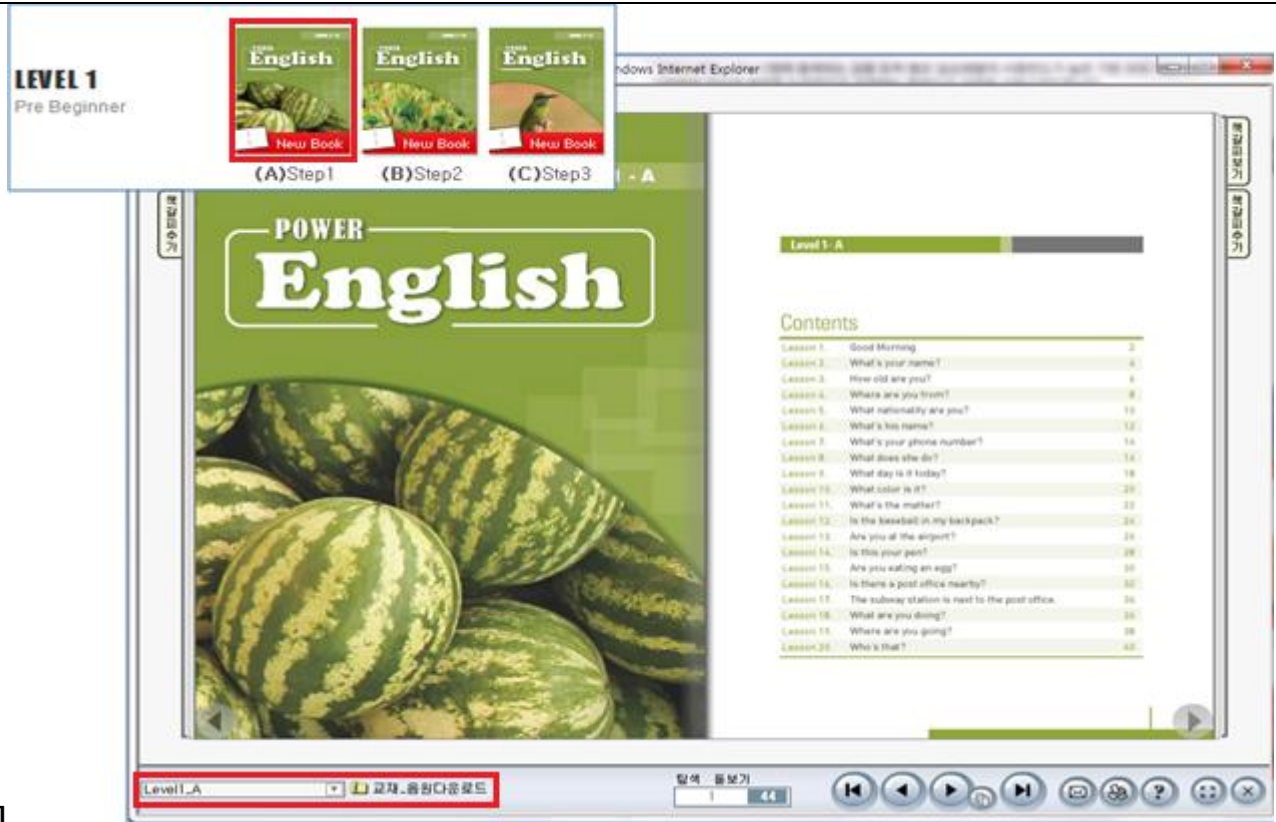 LEVEL 1
Pre Beginner
English
New Book
(A)Step1
English
New Book
(B)Step2
English
New Book
(C)Step3
ndows Internet Explorer
1 - A
POWER
English
책갈피추가
책갈피보기
책갈피추가
Level 1- A
Contents
Lesson 1. Good Morning 2
Lesson 2. What's your name? 4
Lesson 3. How old are you? 6
Lesson 4. Where are you from? 8
Lesson 5. What nationality are you? 10
Lesson 6. What's his name? 12
Lesson 7. What's your phone number? 14
Lesson 8. What does she do? 16
Lesson 9. What day is it today? 18
Lesson 10. What color is it? 20
Lesson 11. What's the matter? 22
Lesson 12. Is the baseball in my backpack? 24
Lesson 13. Are you at the airport? 26
Lesson 14. Is this your pen? 28
Lesson 15. Are you eating an egg? 30
Lesson 16. Is there a post office nearby? 32
Lesson 17. The subway station is next to the post office. 34
Lesson 18. What are you doing? 36
Lesson 19. Where are you going? 38
Lesson 20. Who's that? 40
Level1_A
교재_음원다운로드
탐색 돋보기
1 44